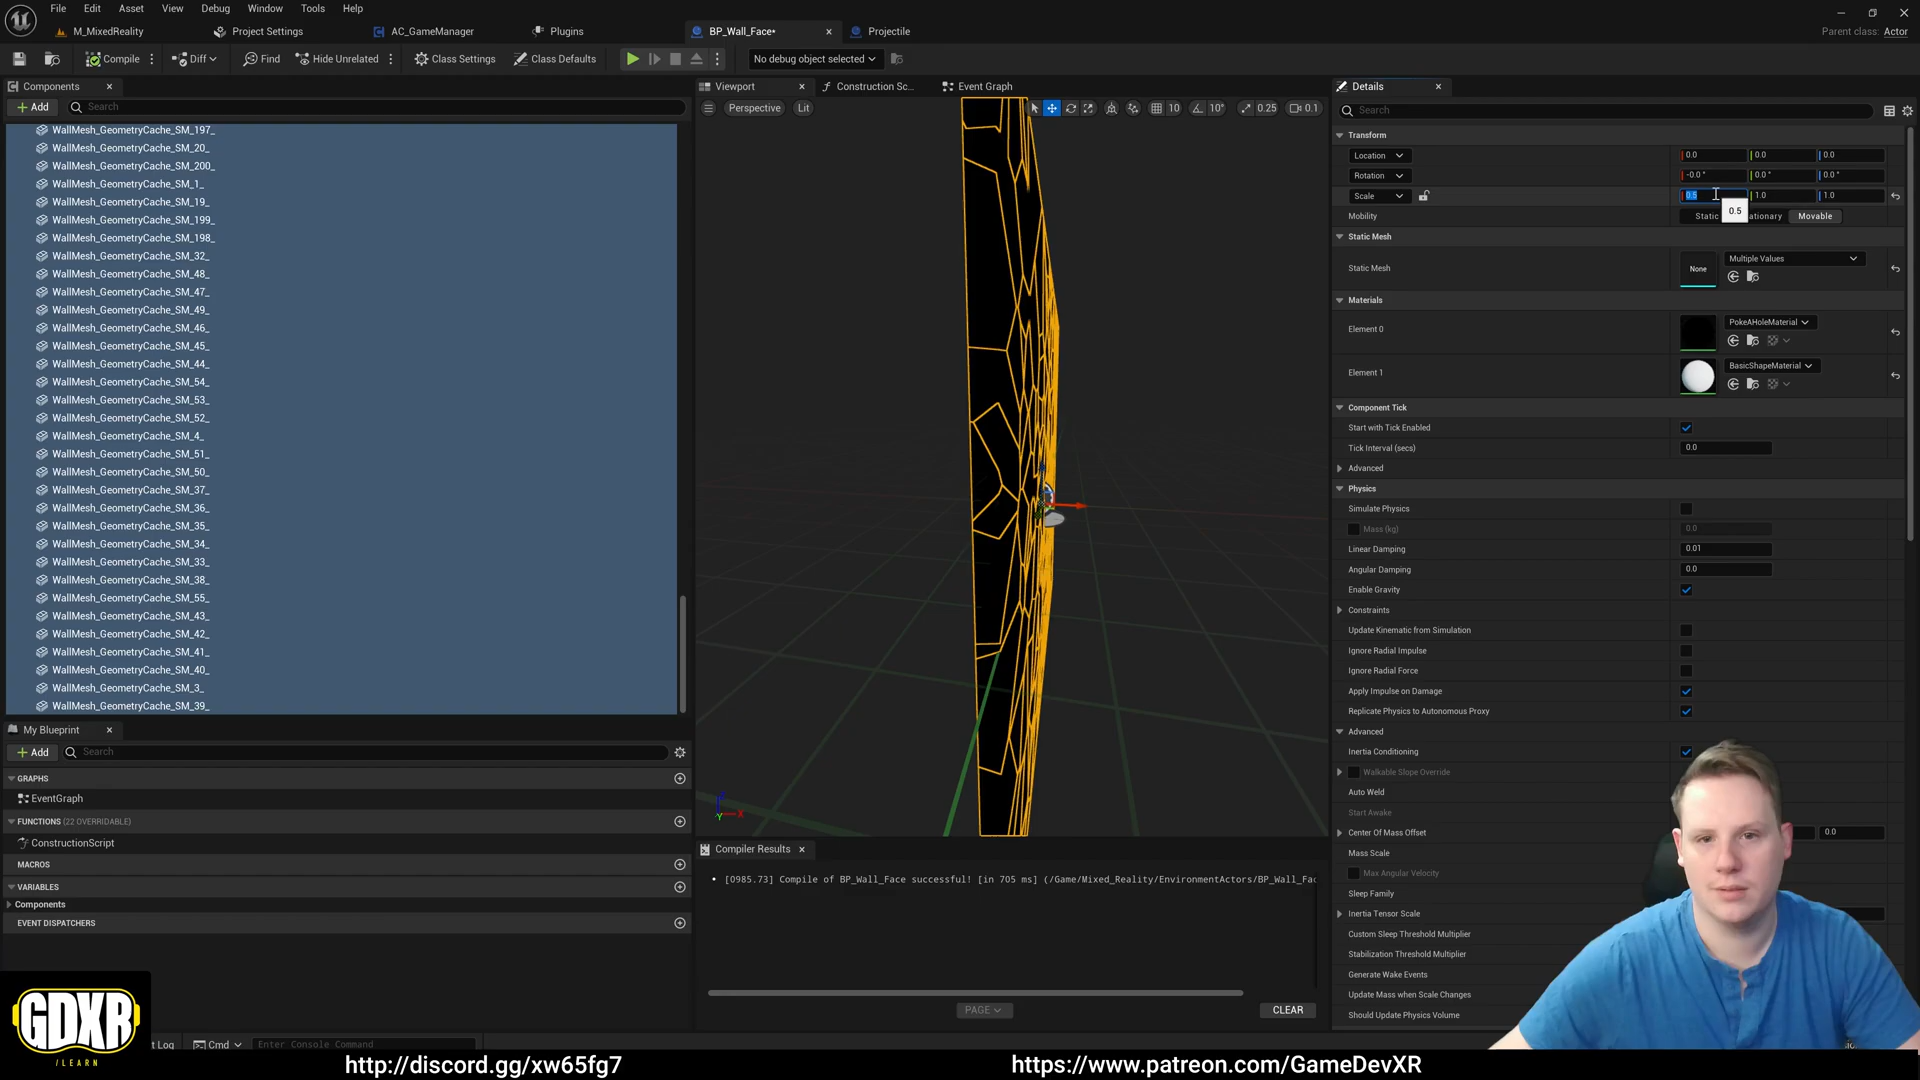 File Edit Asset View Debug Window Tools Help
M_MixedReality Project Settings AC_GameManager Plugins BP_Wall_Face* Projectile Parent class: Actor
Compile Diff Find Hide Unrelated Class Settings Class Defaults No debug object selected
Components
Add Search
WallMesh_GeometryCache_SM_197_
WallMesh_GeometryCache_SM_20_
WallMesh_GeometryCache_SM_200_
WallMesh_GeometryCache_SM_1_
WallMesh_GeometryCache_SM_19_
WallMesh_GeometryCache_SM_199_
WallMesh_GeometryCache_SM_198_
WallMesh_GeometryCache_SM_32_
WallMesh_GeometryCache_SM_48_
WallMesh_GeometryCache_SM_47_
WallMesh_GeometryCache_SM_49_
WallMesh_GeometryCache_SM_46_
WallMesh_GeometryCache_SM_45_
WallMesh_GeometryCache_SM_44_
WallMesh_GeometryCache_SM_54_
WallMesh_GeometryCache_SM_53_
WallMesh_GeometryCache_SM_52_
WallMesh_GeometryCache_SM_4_
WallMesh_GeometryCache_SM_51_
WallMesh_GeometryCache_SM_50_
WallMesh_GeometryCache_SM_37_
WallMesh_GeometryCache_SM_36_
WallMesh_GeometryCache_SM_35_
WallMesh_GeometryCache_SM_34_
WallMesh_GeometryCache_SM_33_
WallMesh_GeometryCache_SM_38_
WallMesh_GeometryCache_SM_55_
WallMesh_GeometryCache_SM_43_
WallMesh_GeometryCache_SM_42_
WallMesh_GeometryCache_SM_41_
WallMesh_GeometryCache_SM_40_
WallMesh_GeometryCache_SM_3_
WallMesh_GeometryCache_SM_39_
My Blueprint
Add Search
GRAPHS
EventGraph
FUNCTIONS (22 OVERRIDABLE)
ConstructionScript
MACROS
VARIABLES
Components
EVENT DISPATCHERS
Viewport Construction Sc... Event Graph
Perspective Lit 10 10° 0.25 0.1
Z
Y X
Compiler Results
[0985.73] Compile of BP_Wall_Face successful! [in 705 ms] (/Game/Mixed_Reality/EnvironmentActors/BP_Wall_Fac
PAGE CLEAR
Details
Search
Transform
Location 0.0 0.0 0.0
Rotation -0.0 ° 0.0 ° 0.0 °
Scale 0.5 1.0 1.0
0.5
Mobility Static ationary Movable
Static Mesh
Static Mesh None Multiple Values
Materials
Element 0 PokeAHoleMaterial
Element 1 BasicShapeMaterial
Component Tick
Start with Tick Enabled
Tick Interval (secs) 0.0
Advanced
Physics
Simulate Physics
Mass (kg) 0.0
Linear Damping 0.01
Angular Damping 0.0
Enable Gravity
Constraints
Update Kinematic from Simulation
Ignore Radial Impulse
Ignore Radial Force
Apply Impulse on Damage
Replicate Physics to Autonomous Proxy
Advanced
Inertia Conditioning
Walkable Slope Override
Auto Weld
Start Awake
Center Of Mass Offset 0.0
Mass Scale
Max Angular Velocity
Sleep Family
Inertia Tensor Scale
Custom Sleep Threshold Multiplier
Stabilization Threshold Multiplier
Generate Wake Events
Update Mass when Scale Changes
Should Update Physics Volume
GDXR
/LEARN
t Log Cmd Enter Console Command
http://discord.gg/xw65fg7 https://www.patreon.com/GameDevXR